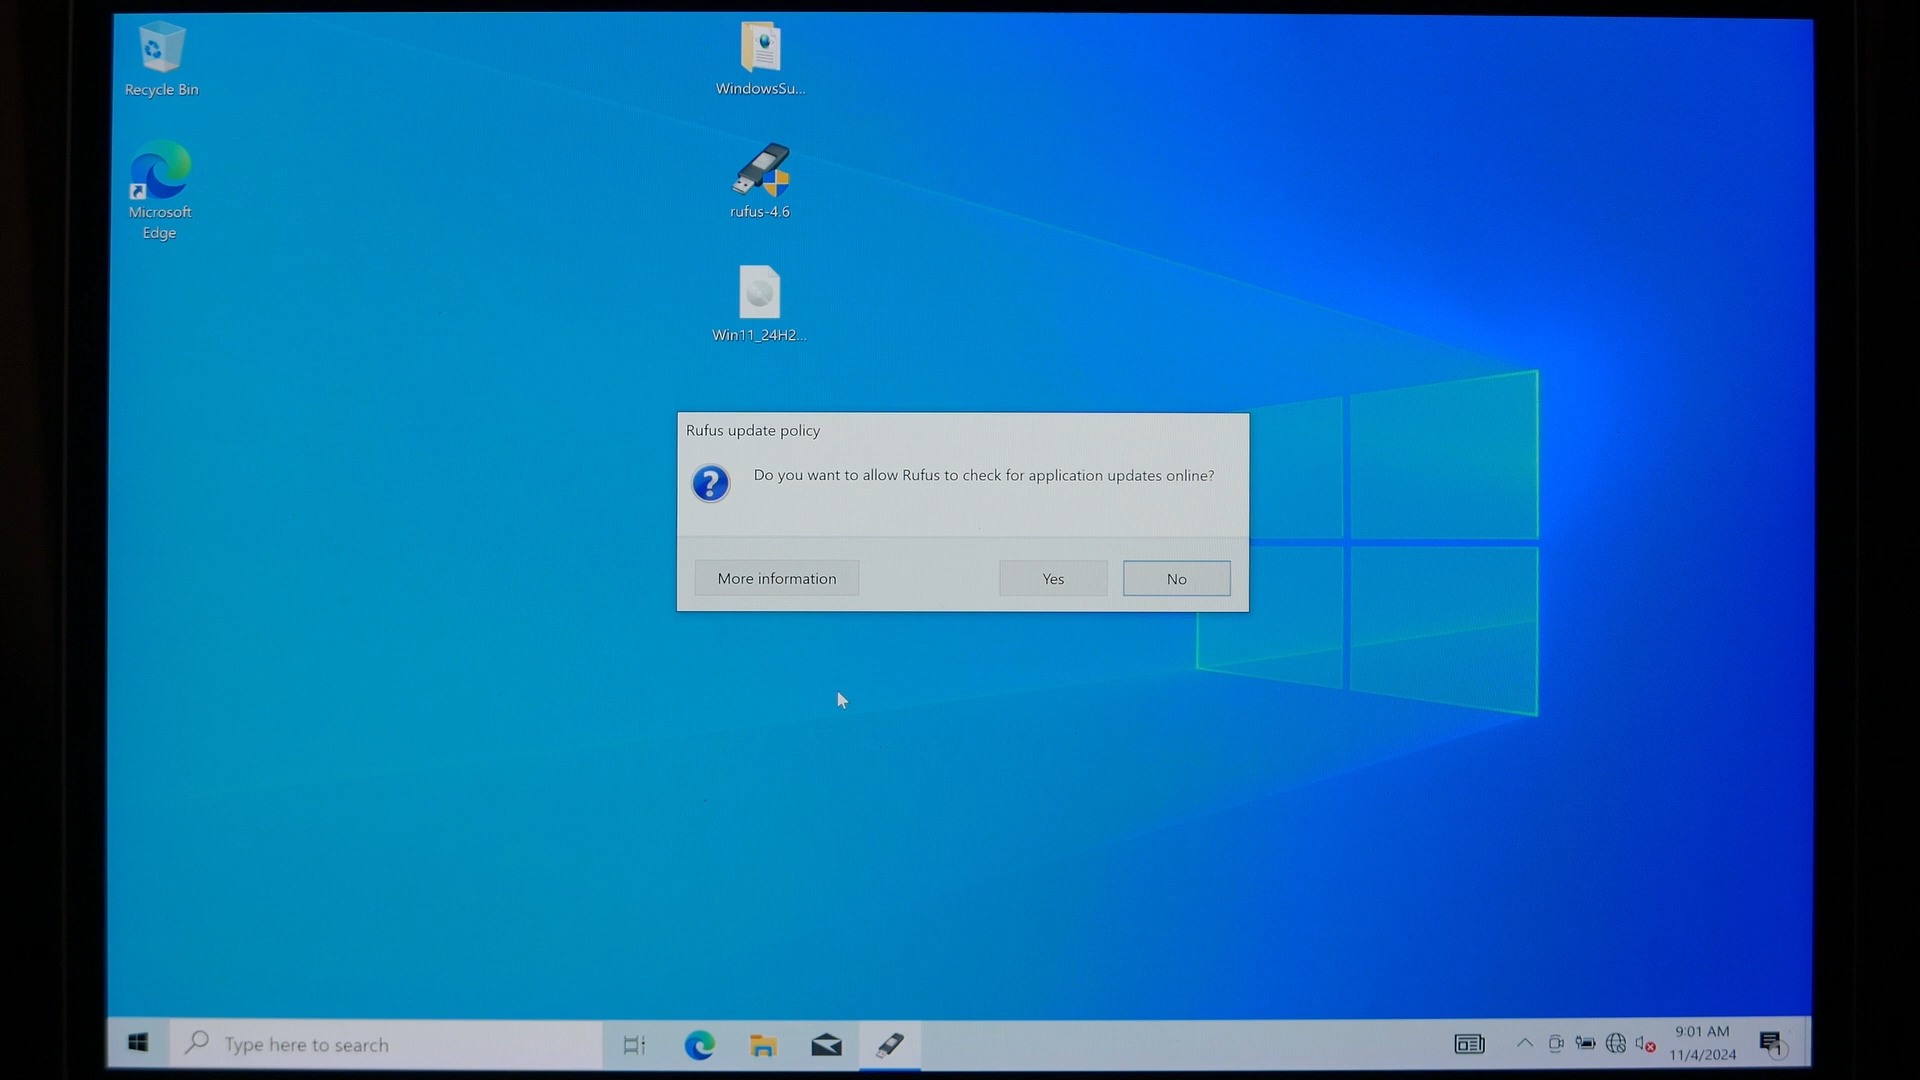 Recycle Bin
Microsoft
Edge
WindowsSu...
rufus-4.6
Win11_24H2...
Rufus update policy
?
Do you want to allow Rufus to check for application updates online?
More information
Yes
No
Type here to search
9:01 AM
11/4/2024
1